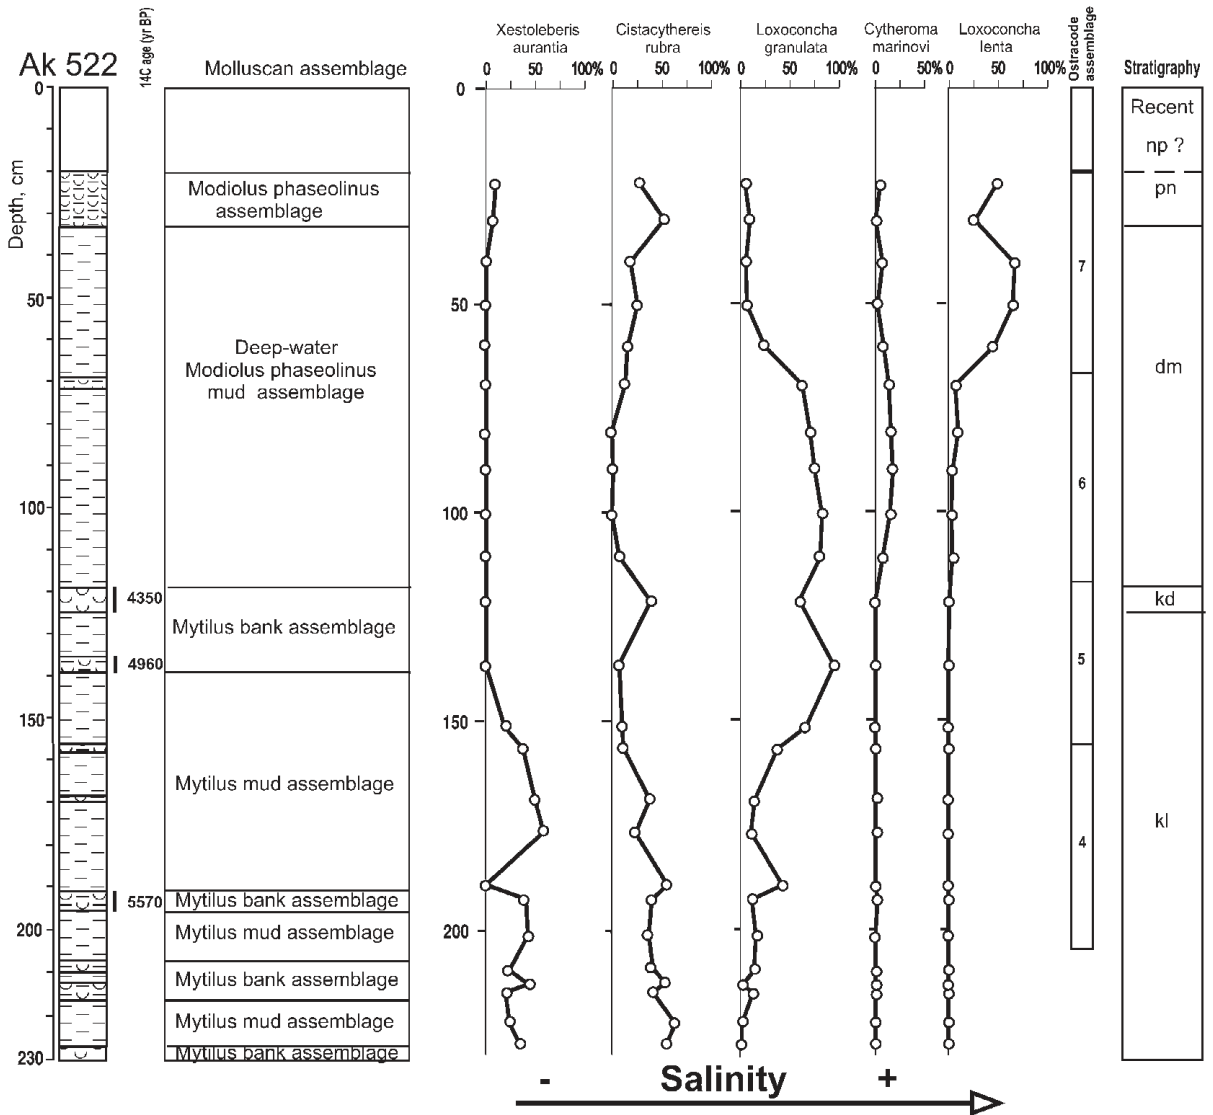 Ak 522
14C age (yr BP)
Molluscan assemblage
Xestoleberis
aurantia
Cistacythereis
rubra
Loxoconcha
granulata
Cytheroma
marinovi
Loxoconcha
lenta
Ostracode
assemblage
Stratigraphy
0 50 100%
0 50 100%
0 50 100%
0 50%
0 50 100%
Depth, cm
0
50
100
150
200
230
4350
4960
5570
Modiolus phaseolinus
assemblage
Deep-water
Modiolus phaseolinus
mud assemblage
Mytilus bank assemblage
Mytilus mud assemblage
Mytilus bank assemblage
Mytilus mud assemblage
Mytilus bank assemblage
Mytilus mud assemblage
Mytilus bank assemblage
0
50
100
150
200
7
6
5
4
Recent
np ?
pn
dm
kd
kl
- Salinity +